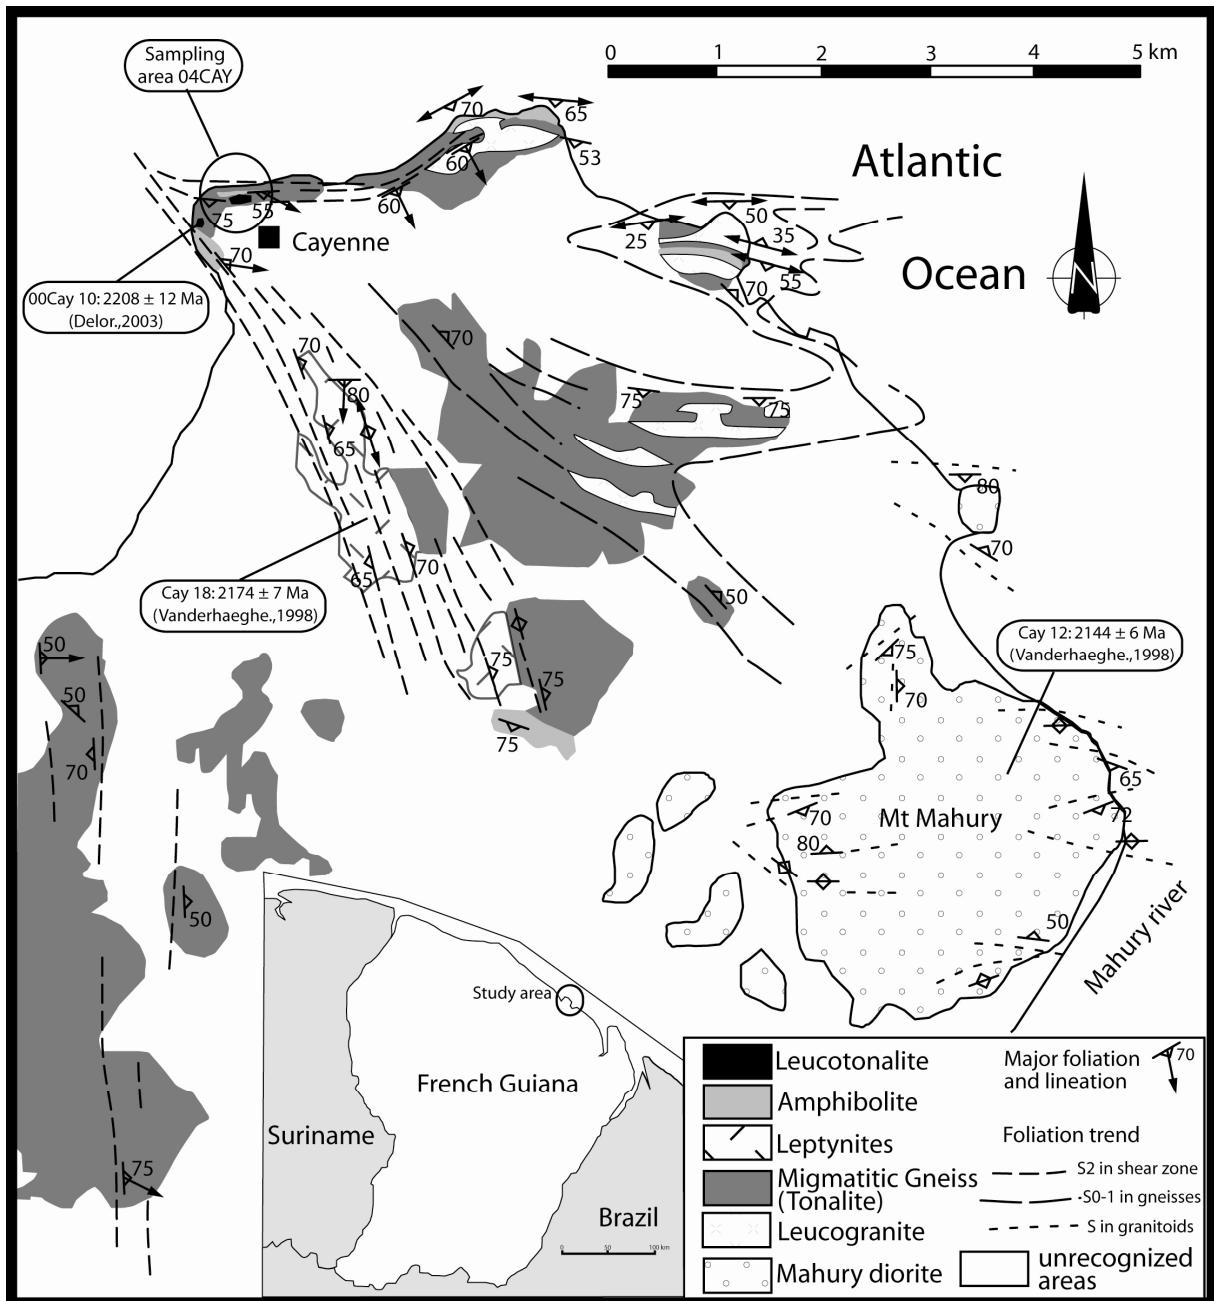 Sampling
area 04CAY
0 1 2 3 4 5 km
70
65
53
60
60
75
55
Cayenne
70
Atlantic
Ocean
N
50
25
35
55
70
00Cay 10: 2208 ± 12 Ma
(Delor.,2003)
70
70
80
65
75
75
65
70
80
70
50
Cay 18: 2174 ± 7 Ma
(Vanderhaeghe.,1998)
Cay 12: 2144 ± 6 Ma
(Vanderhaeghe.,1998)
50
50
70
75
75
75
75
70
65
72
70
80
Mt Mahury
50
50
Mahury river
75
Study area
French Guiana
Suriname
Brazil
0 50 100 km
Leucotonalite
Amphibolite
Leptynites
Migmatitic Gneiss
(Tonalite)
Leucogranite
Mahury diorite
Major foliation
and lineation
70
Foliation trend
S2 in shear zone
S0-1 in gneisses
S in granitoids
unrecognized
areas